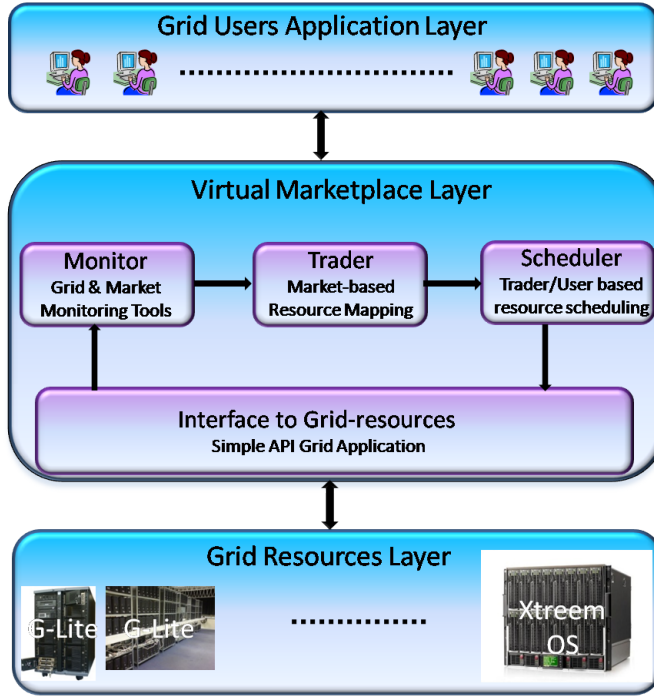 Grid Users Application Layer
Virtual Marketplace Layer
Monitor
Grid & Market
Monitoring Tools
Trader
Market-based
Resource Mapping
Scheduler
Trader/User based
resource scheduling
Interface to Grid-resources
Simple API Grid Application
Grid Resources Layer
G-Lite
G-Lite
Xtreem
OS